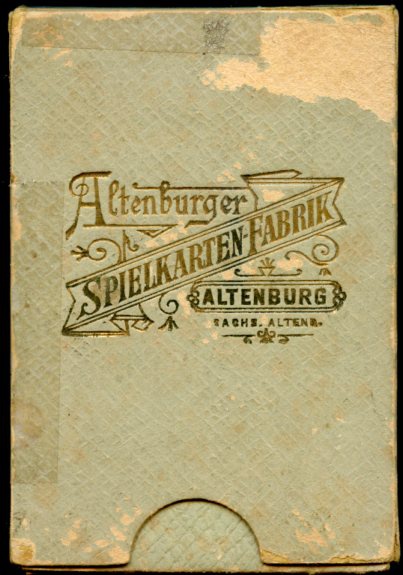 Altenburger
SPIELKARTEN-FABRIK
ALTENBURG
SACHS. ALTENB.